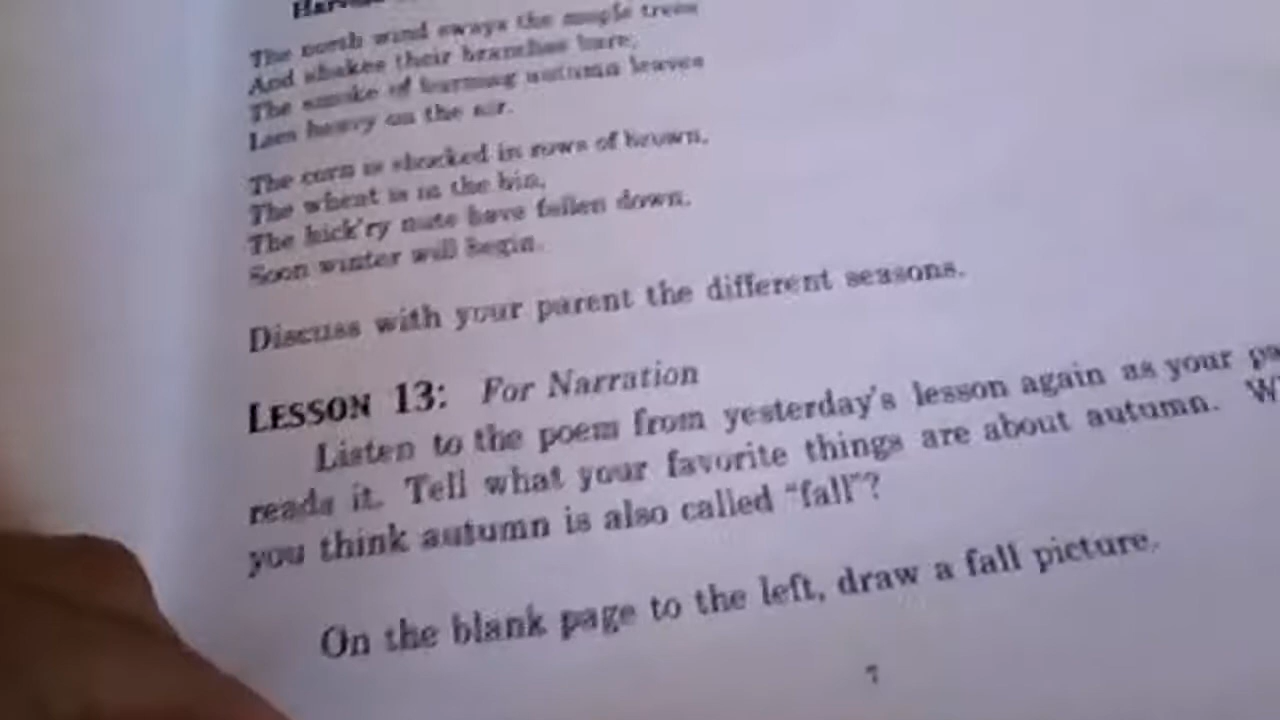 The north wind sways the maple trees
And shakes their branches bare,
The smoke of burning autumn leaves
Lies heavy on the air.
The corn is shocked in rows of brown,
The wheat is in the bin,
The hick'ry nuts have fallen down.
Soon winter will begin.
Discuss with your parent the different seasons.
LESSON 13: For Narration
Listen to the poem from yesterday's lesson again as your pa
reads it. Tell what your favorite things are about autumn. W
you think autumn is also called "fall"?
On the blank page to the left, draw a fall picture.
7